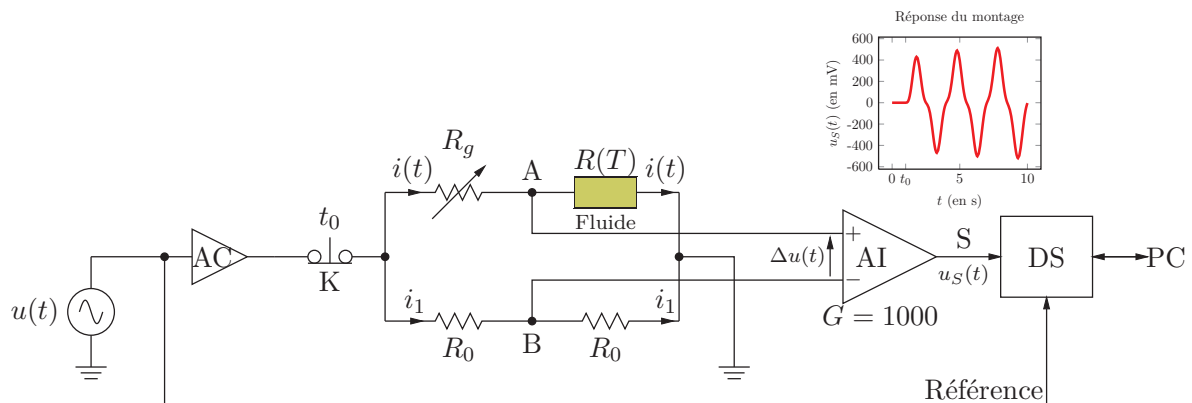 Réponse du montage
600
400
200
0
-200
-400
-600
u_S(t) (en mV)
0 t_0 5 10
t (en s)
R_g
i(t)
A
R(T)
i(t)
Fluide
t_0
AC
K
u(t)
Δu(t)
+
−
AI
S
u_S(t)
DS
PC
G = 1000
i_1
R_0
B
R_0
i_1
Référence